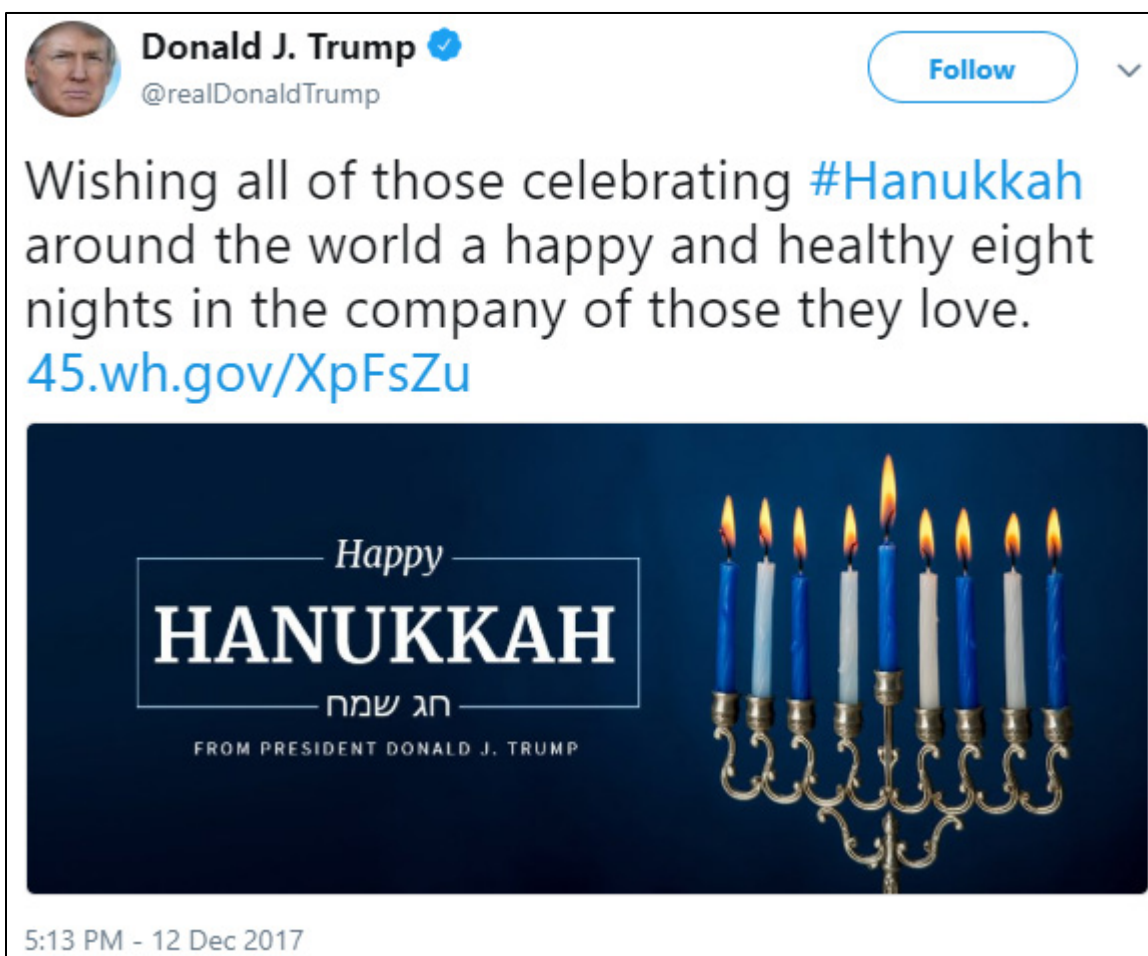 Donald J. Trump
@realDonaldTrump
Follow
Wishing all of those celebrating #Hanukkah
around the world a happy and healthy eight
nights in the company of those they love.
45.wh.gov/XpFsZu
Happy
HANUKKAH
חג שמח
FROM PRESIDENT DONALD J. TRUMP
5:13 PM - 12 Dec 2017